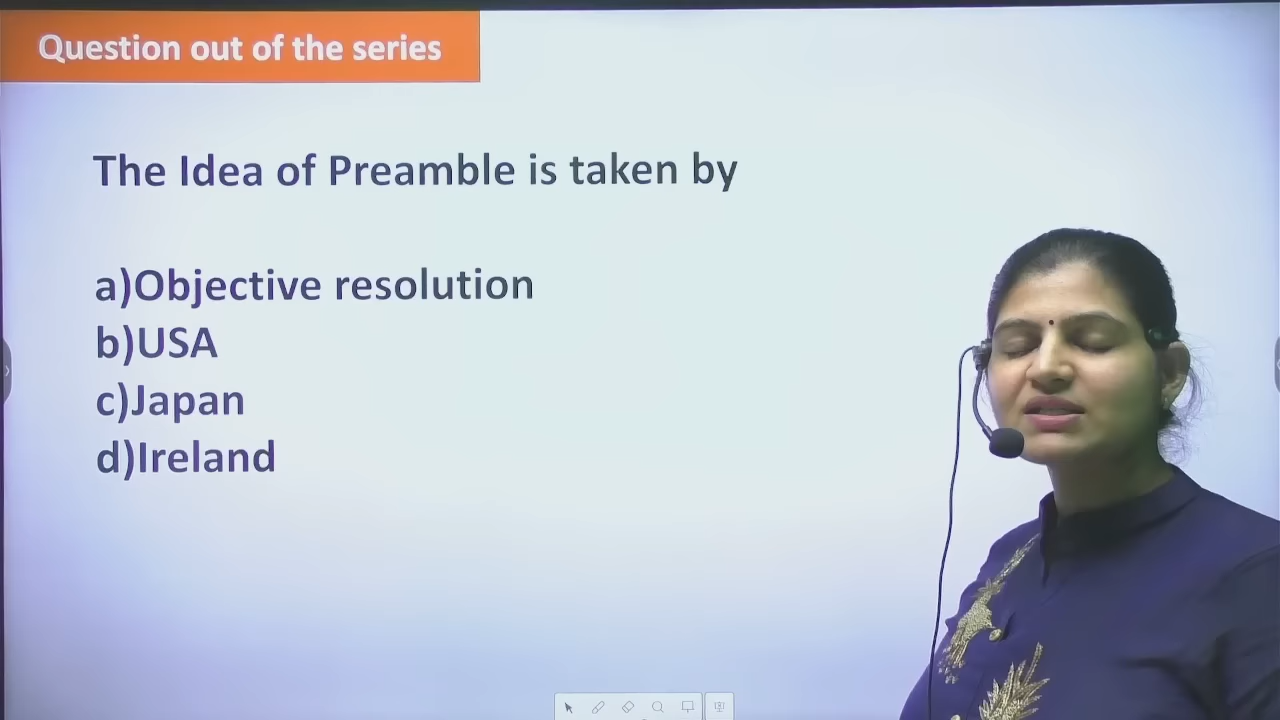 Question out of the series
The Idea of Preamble is taken by
a)Objective resolution
b)USA
c)Japan
d)Ireland